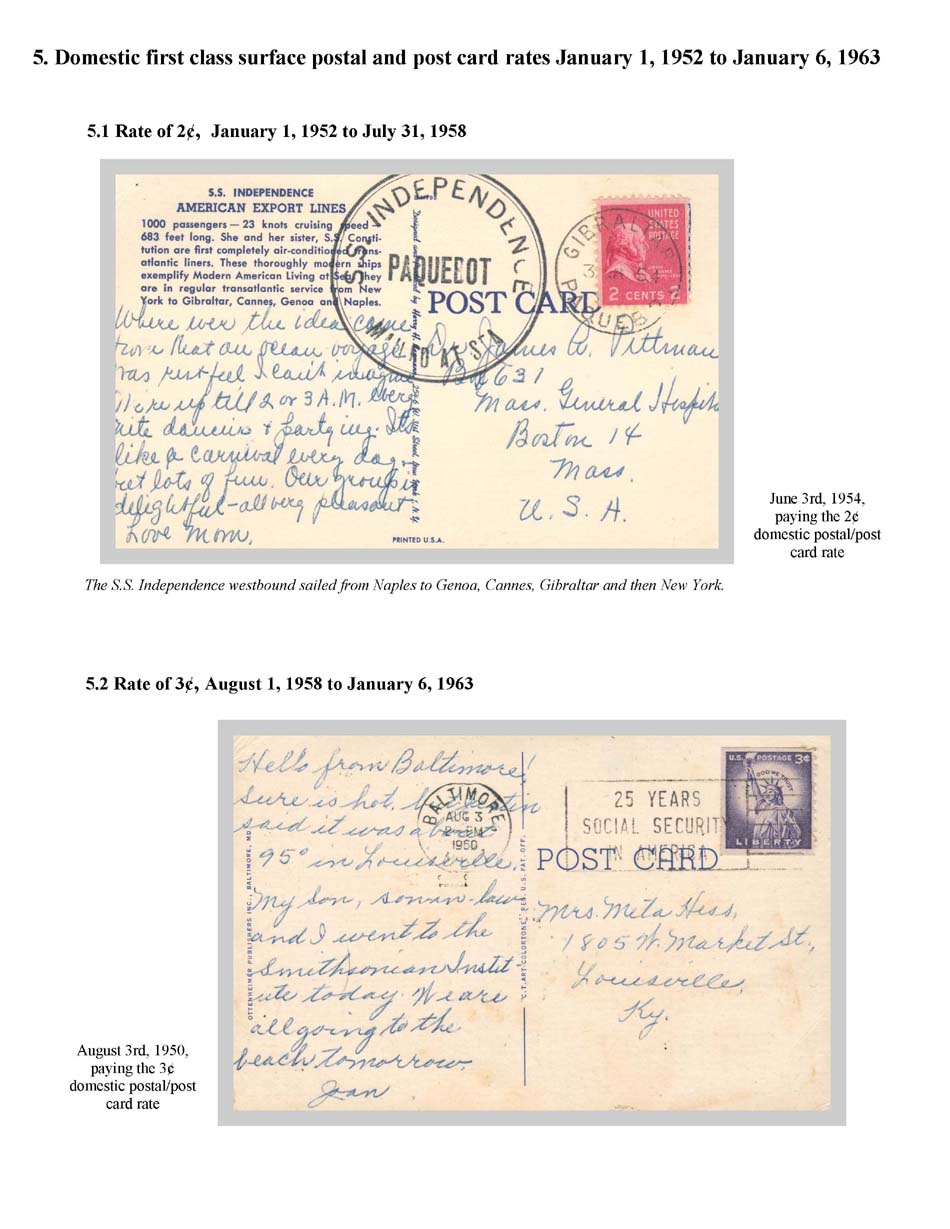 5. Domestic first class surface postal and post card rates January 1, 1952 to January 6, 1963
5.1 Rate of 2¢, January 1, 1952 to July 31, 1958
S.S. INDEPENDENCE
AMERICAN EXPORT LINES
1000 passengers — 23 knots cruising speed —
683 feet long. She and her sister, S.S. Consti-
tution are first completely air-conditioned trans-
atlantic liners. These thoroughly modern ships
exemplify Modern American Living at Sea. They
are in regular transatlantic service from New
York to Gibraltar, Cannes, Genoa and Naples.
Where ever the idea came
from that an ocean voyage
was restfeel I can't imagine
We're up till 2 or 3 A.M. every
nite dancing & partying. It's
like a carnival every day
but lots of fun. Our group is
delightful - all very pleasant
Love Mom.
S.S. INDEPENDENCE
PAQUEBOT
MAILED AT SEA
POST CARD
PRINTED U.S.A.
GIBRALTAR
PAQUEBOT
UNITED
STATES
POSTAGE
2 CENTS 2
James W. Pittman
631
Mass. General Hospit
Boston 14
Mass.
U. S. A.
June 3rd, 1954,
paying the 2¢
domestic postal/post
card rate
The S.S. Independence westbound sailed from Naples to Genoa, Cannes, Gibraltar and then New York.
5.2 Rate of 3¢, August 1, 1958 to January 6, 1963
Hello from Baltimore!
Sure is hot.
said it was about
95° in Louisville.
My son, son-in-law
and I went to the
Smithsonian Instit-
ute today. We are
all going to the
beach tomorrow.
Joan
OTTENHEIMER PUBLISHERS INC., BALTIMORE, MD.
"C.T. ART-COLORTONE" REG. U.S. PAT. OFF.
BALTIMORE
AUG 3
2 PM
1960
25 YEARS
SOCIAL SECURITY
IN AMERICA
POST CARD
U.S. POSTAGE 3¢
IN GOD WE TRUST
LIBERTY
Mrs. Meta Hess,
1805 W. Market St.,
Louisville,
Ky.
August 3rd, 1950,
paying the 3¢
domestic postal/post
card rate